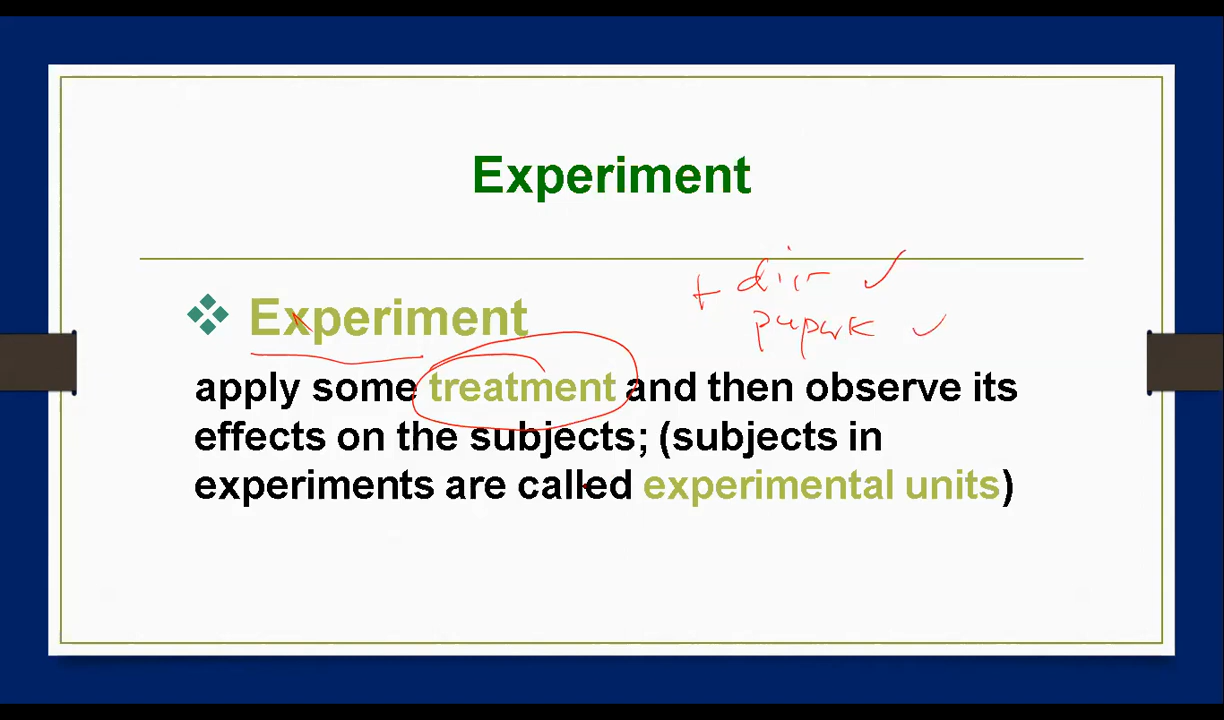 Experiment
Experiment
apply some treatment and then observe its
effects on the subjects; (subjects in
experiments are called experimental units)